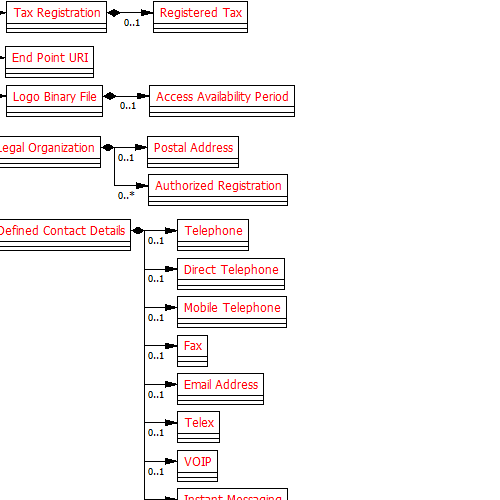 Tax Registration
0..1
Registered Tax
End Point URI
Logo Binary File
0..1
Access Availability Period
Legal Organization
0..1
Postal Address
0..*
Authorized Registration
Defined Contact Details
0..1
Telephone
0..1
Direct Telephone
0..1
Mobile Telephone
0..1
Fax
0..1
Email Address
0..1
Telex
0..1
VOIP
Instant Messaging